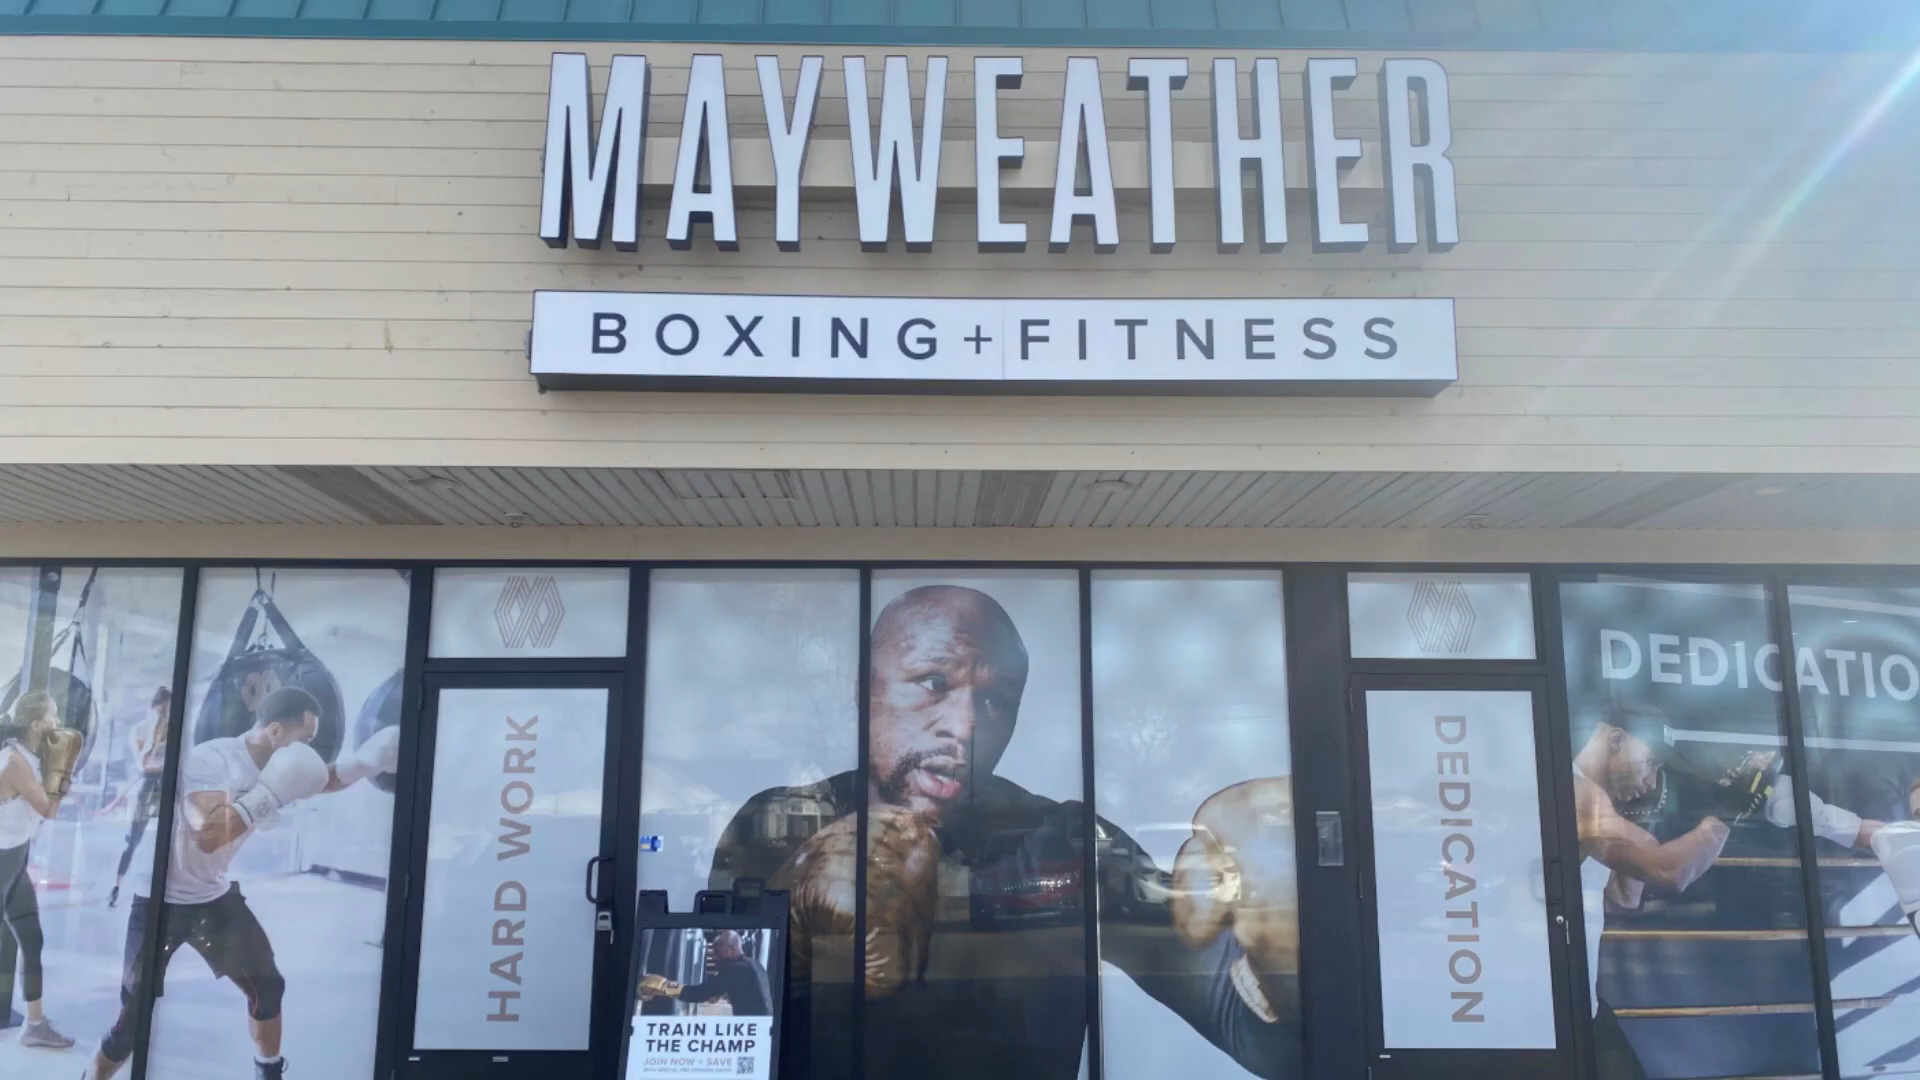 MAYWEATHER
BOXING+FITNESS
DEDICATIO
HARD WORK
DEDICATION
TRAIN LIKE
THE CHAMP
JOIN NOW + SAVE